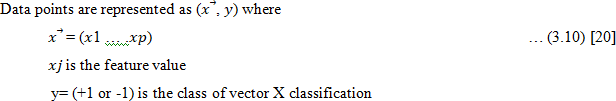 Data points are represented as (x⃗, y) where
x⃗ = (x1 ....xp) ... (3.10) [20]
xj is the feature value
y= (+1 or -1) is the class of vector X classification